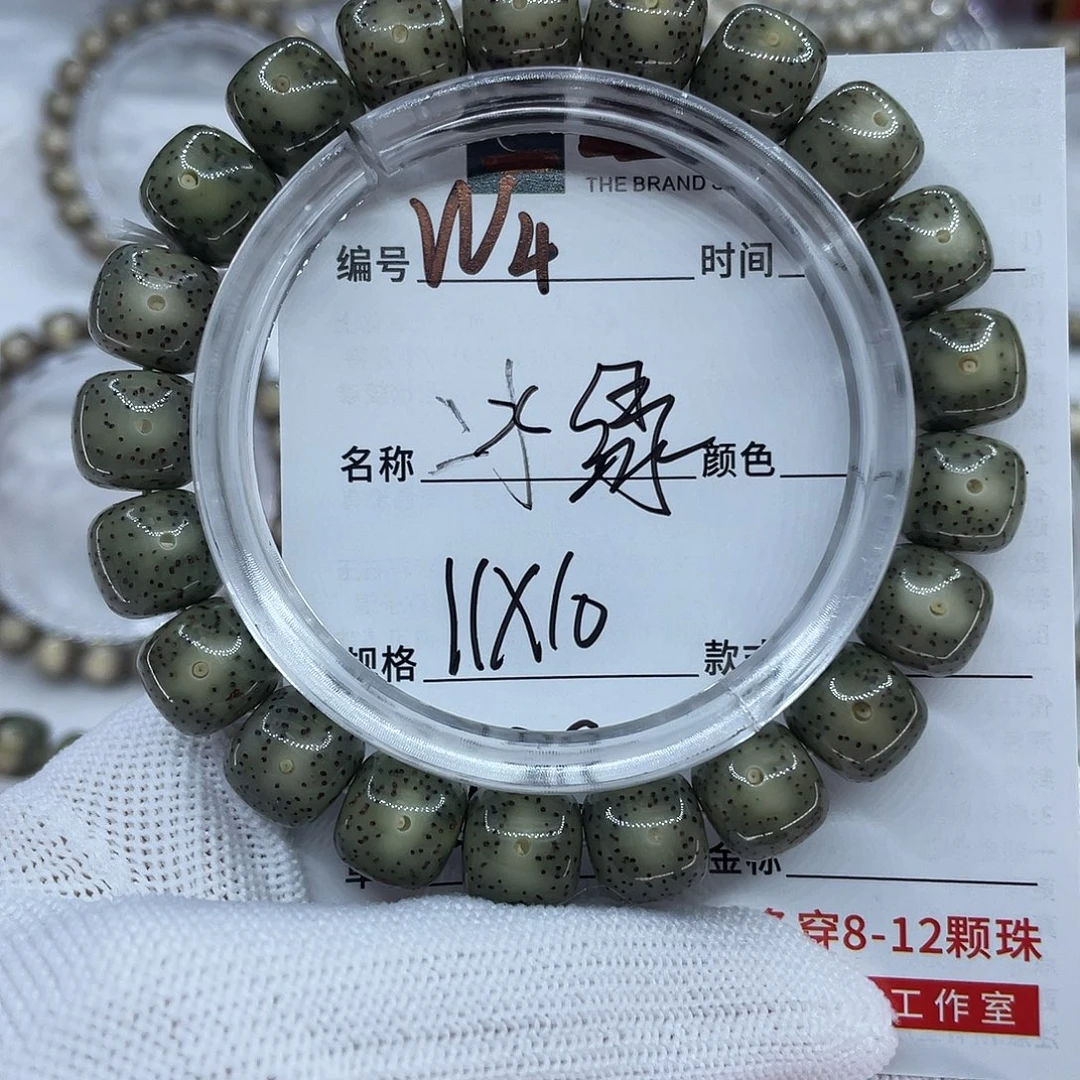 THE BRAND
编号 W4 时间
名称 冰 颜色
规格 11X10 款式
金称
穿8-12颗珠
工作室